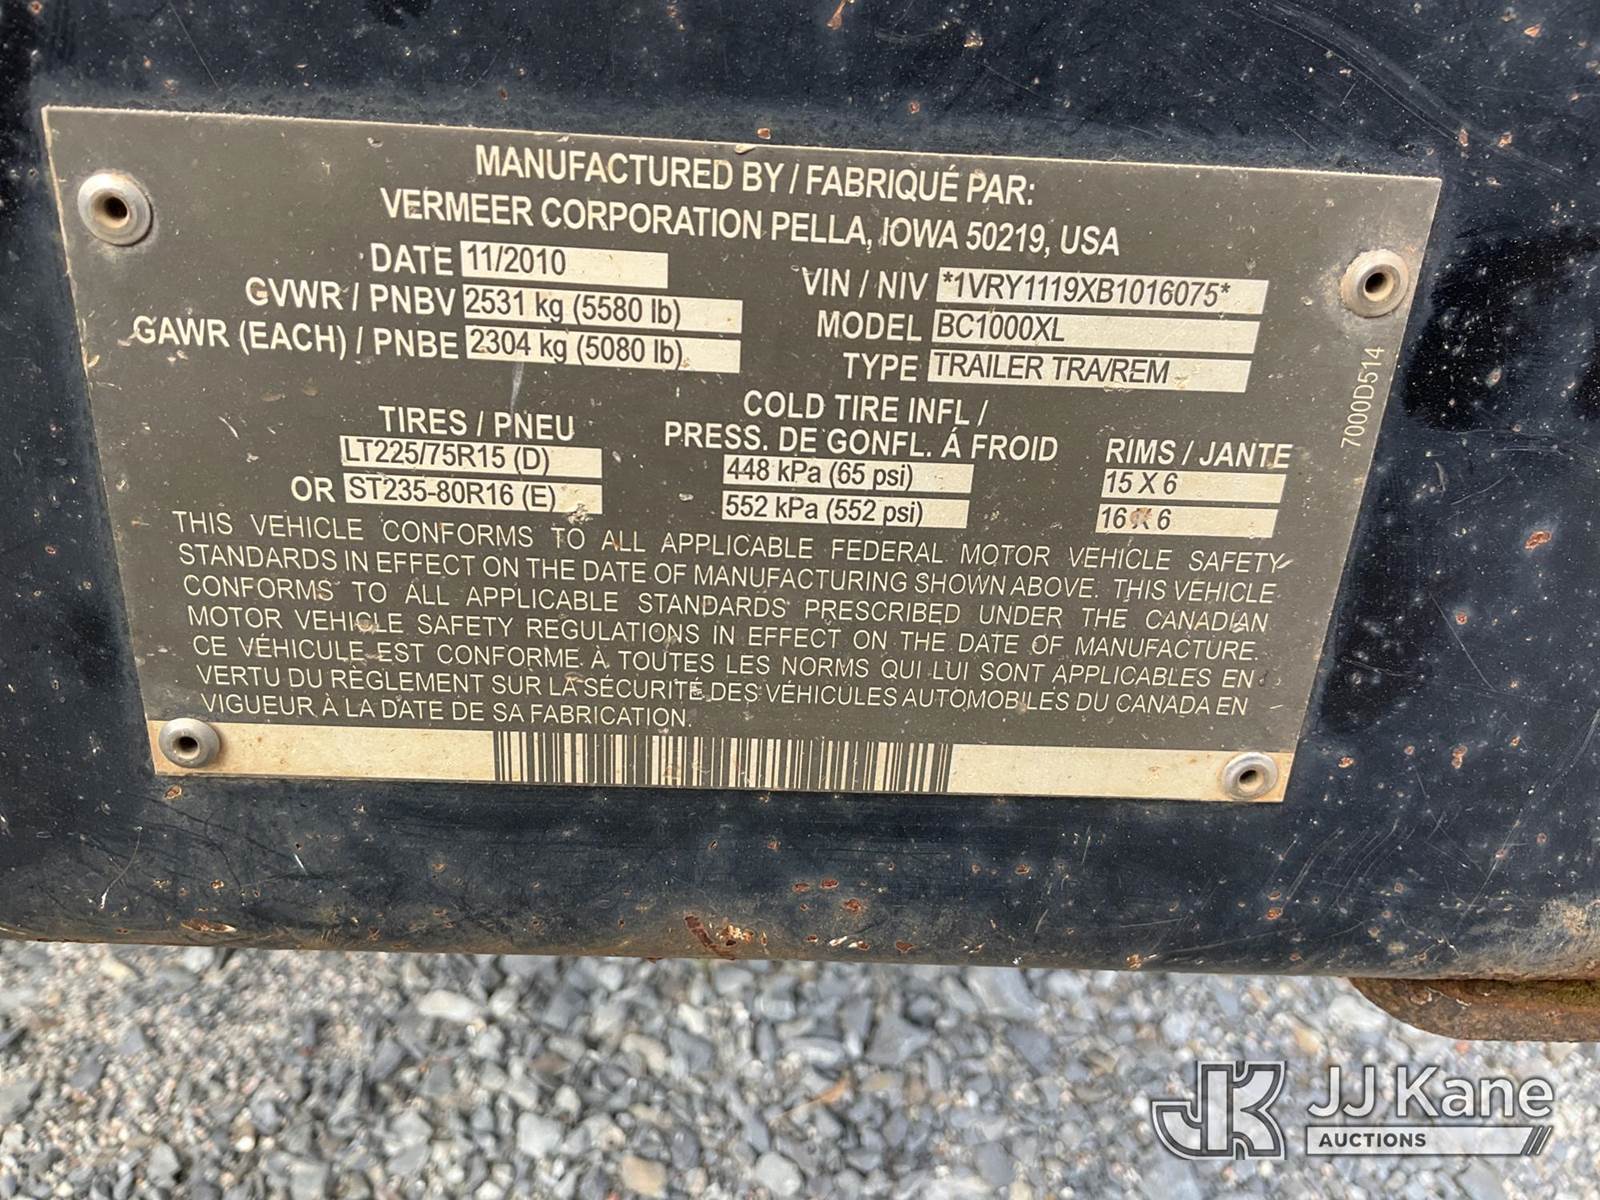 MANUFACTURED BY / FABRIQUÉ PAR:
VERMEER CORPORATION PELLA, IOWA 50219, USA
DATE 11/2010
GVWR / PNBV 2531 kg (5580 lb)
GAWR (EACH) / PNBE 2304 kg (5080 lb)
VIN / NIV *1VRY1119XB1016075*
MODEL BC1000XL
TYPE TRAILER TRA/REM
TIRES / PNEU
LT225/75R15 (D)
OR ST235-80R16 (E)
COLD TIRE INFL /
PRESS. DE GONFL. Á FROID
448 kPa (65 psi)
552 kPa (552 psi)
RIMS / JANTE
15 X 6
16 X 6
7000D514
THIS VEHICLE CONFORMS TO ALL APPLICABLE FEDERAL MOTOR VEHICLE SAFETY
STANDARDS IN EFFECT ON THE DATE OF MANUFACTURING SHOWN ABOVE. THIS VEHICLE
CONFORMS TO ALL APPLICABLE STANDARDS PRESCRIBED UNDER THE CANADIAN
MOTOR VEHICLE SAFETY REGULATIONS IN EFFECT ON THE DATE OF MANUFACTURE.
CE VÉHICULE EST CONFORME À TOUTES LES NORMS QUI LUI SONT APPLICABLES EN
VERTU DU RÈGLEMENT SUR LA SÉCURITÉ DES VÉHICULES AUTOMOBILES DU CANADA EN
VIGUEUR À LA DATE DE SA FABRICATION.
JK JJ Kane
AUCTIONS